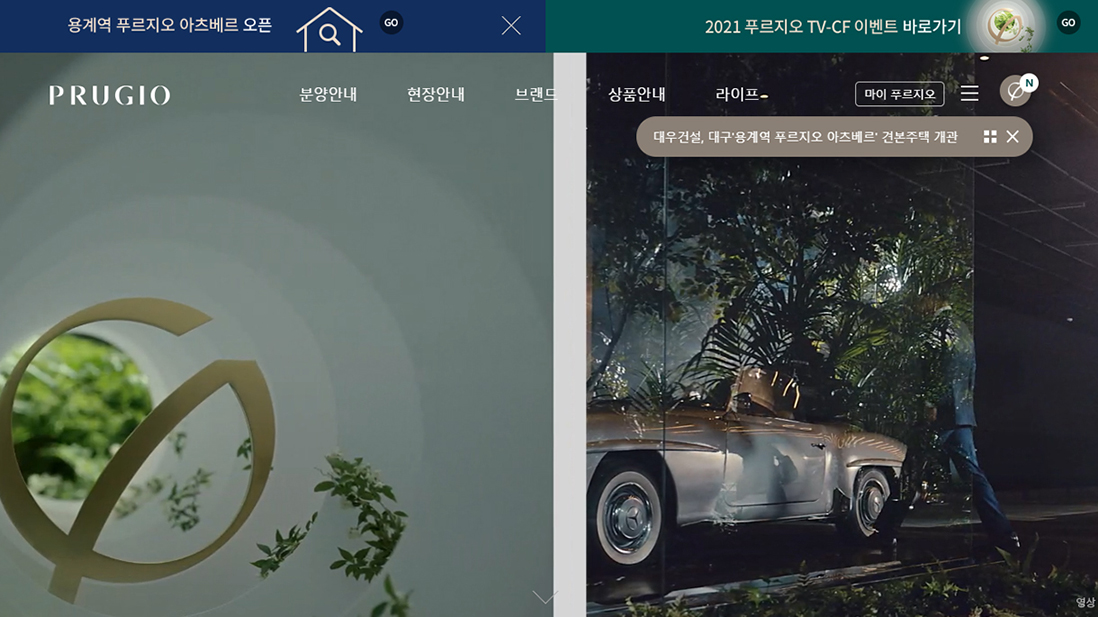 용계역 푸르지오 아츠베르 오픈
GO
2021 푸르지오 TV-CF 이벤트 바로가기
GO
PRUGIO
분양안내
현장안내
브랜드
상품안내
라이프
마이 푸르지오
N
대우건설, 대구'용계역 푸르지오 아츠베르' 견본주택 개관
영상